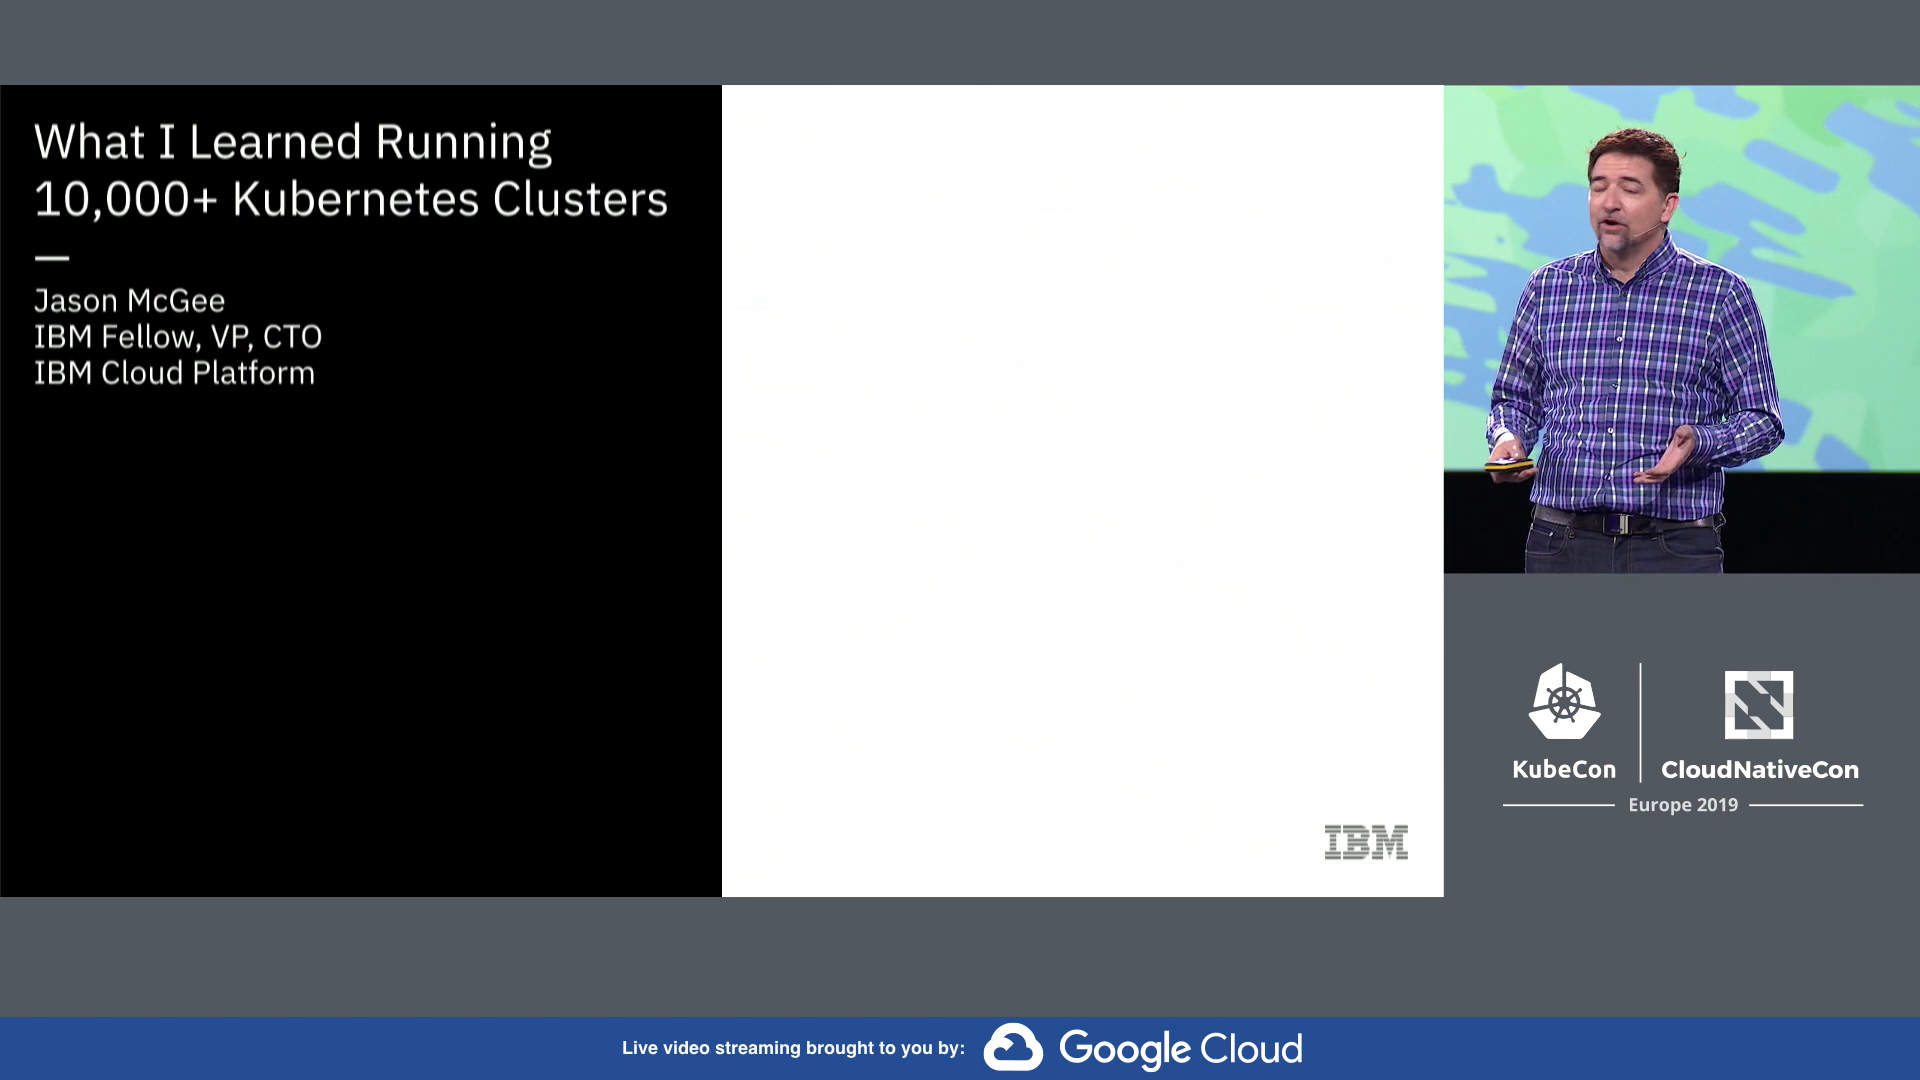 What I Learned Running
10,000+ Kubernetes Clusters
Jason McGee
IBM Fellow, VP, CTO
IBM Cloud Platform
IBM
KubeCon
CloudNativeCon
Europe 2019
Live video streaming brought to you by:
Google Cloud